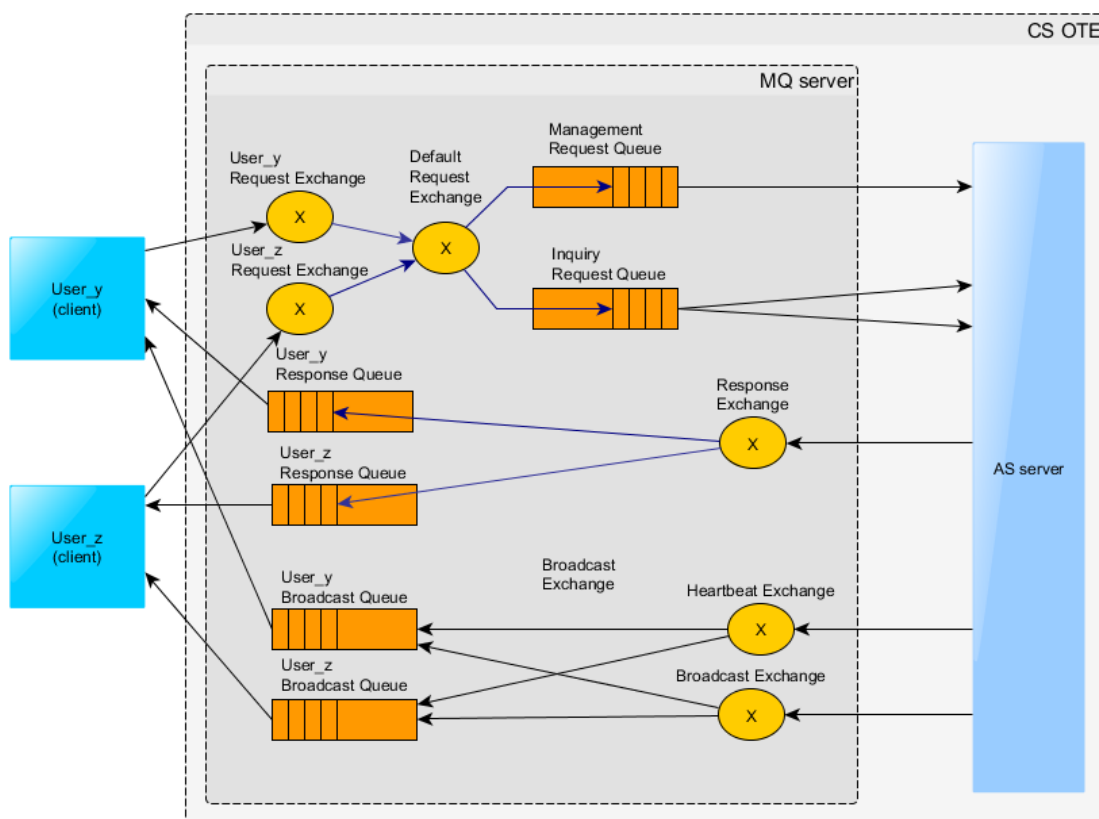 CS OTE
MQ server
Management
Request Queue
User_y
Request Exchange
Default
Request
Exchange
X
X
User_z
Request Exchange
X
Inquiry
Request Queue
User_y
(client)
User_y
Response Queue
Response
Exchange
X
User_z
Response Queue
AS server
User_z
(client)
Broadcast
Exchange
User_y
Broadcast Queue
Heartbeat Exchange
X
User_z
Broadcast Queue
Broadcast Exchange
X